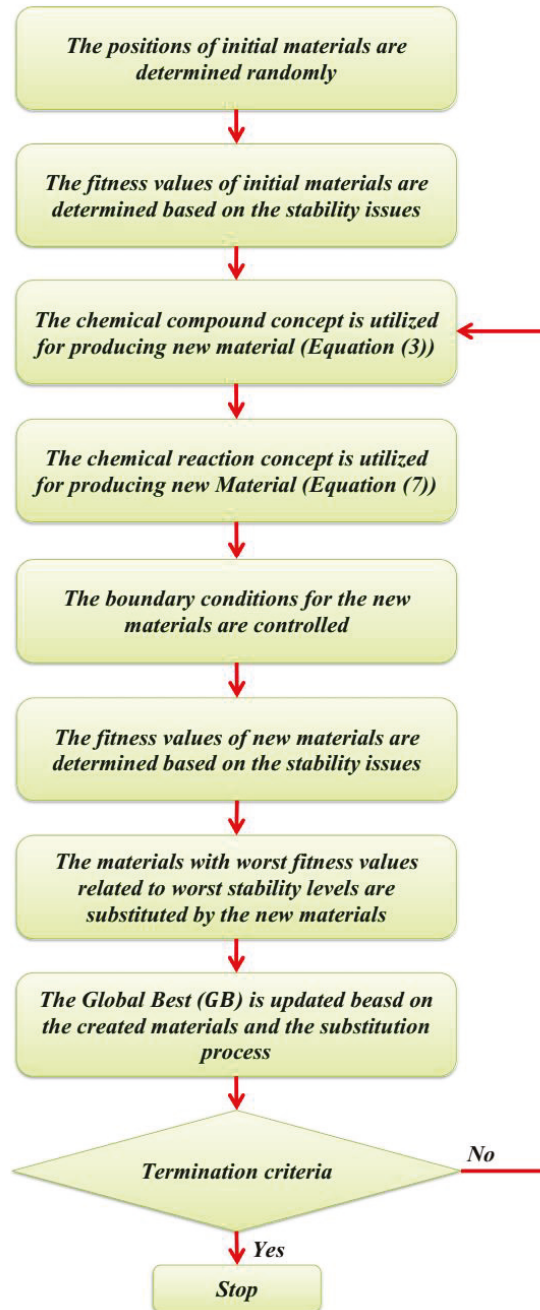 The positions of initial materials are
determined randomly
The fitness values of initial materials are
determined based on the stability issues
The chemical compound concept is utilized
for producing new material (Equation (3))
The chemical reaction concept is utilized
for producing new Material (Equation (7))
The boundary conditions for the new
materials are controlled
The fitness values of new materials are
determined based on the stability issues
The materials with worst fitness values
related to worst stability levels are
substituted by the new materials
The Global Best (GB) is updated beasd on
the created materials and the substitution
process
Termination criteria
No
Yes
Stop